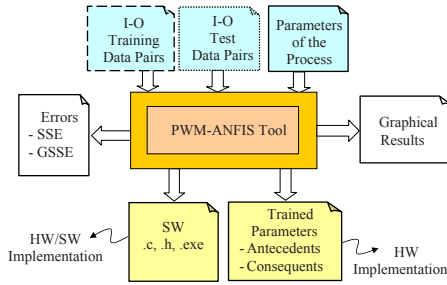 I-O
Training
Data Pairs
I-O
Test
Data Pairs
Parameters
of the
Process
Errors
- SSE
- GSSE
PWM-ANFIS Tool
Graphical
Results
SW
.c, .h, .exe
Trained
Parameters
- Antecedents
- Consequents
HW/SW
Implementation
HW
Implementation